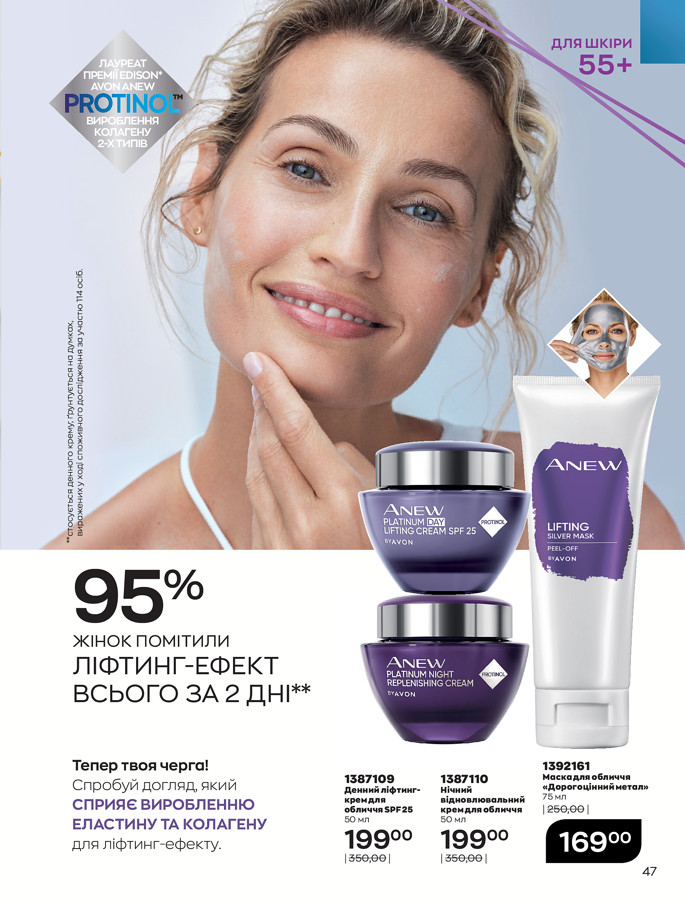 ЛАУРЕАТ
ПРЕМІЇ EDISON*
AVON ANEW
PROTINOL™
ВИРОБЛЕННЯ
КОЛАГЕНУ
2-Х ТИПІВ
ДЛЯ ШКІРИ
55+
**стосується денного крему; ґрунтується на думках,
виражених у ході споживчого дослідження за участю 114 осіб.
ANEW
PLATINUM DAY
LIFTING CREAM SPF 25
BY AVON
PROTINOL
ANEW
PLATINUM NIGHT
REPLENISHING CREAM
BY AVON
PROTINOL
ANEW
LIFTING
SILVER MASK
PEEL-OFF
BY AVON
95%
ЖІНОК ПОМІТИЛИ
ЛІФТИНГ-ЕФЕКТ
ВСЬОГО ЗА 2 ДНІ**
Тепер твоя черга!
Спробуй догляд, який
СПРИЯЄ ВИРОБЛЕННЮ
ЕЛАСТИНУ ТА КОЛАГЕНУ
для ліфтинг-ефекту.
1387109
Денний ліфтинг-
крем для
обличчя SPF 25
50 мл
19900
| 350,00 |
1387110
Нічний
відновлювальний
крем для обличчя
50 мл
19900
| 350,00 |
1392161
Маска для обличчя
«Дорогоцінний метал»
75 мл
| 250,00 |
16900
47